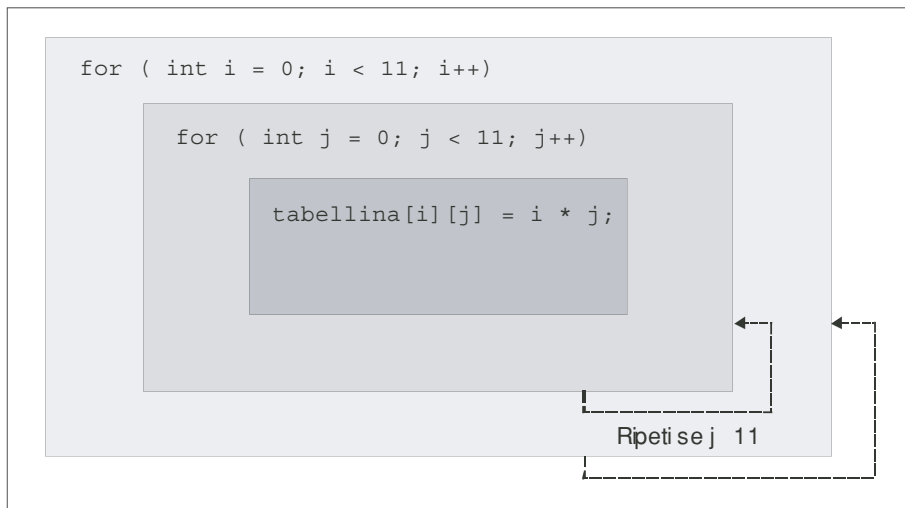 for ( int i = 0; i < 11; i++)
for ( int j = 0; j < 11; j++)
tabellina[i][j] = i * j;
Ripeti se j 11